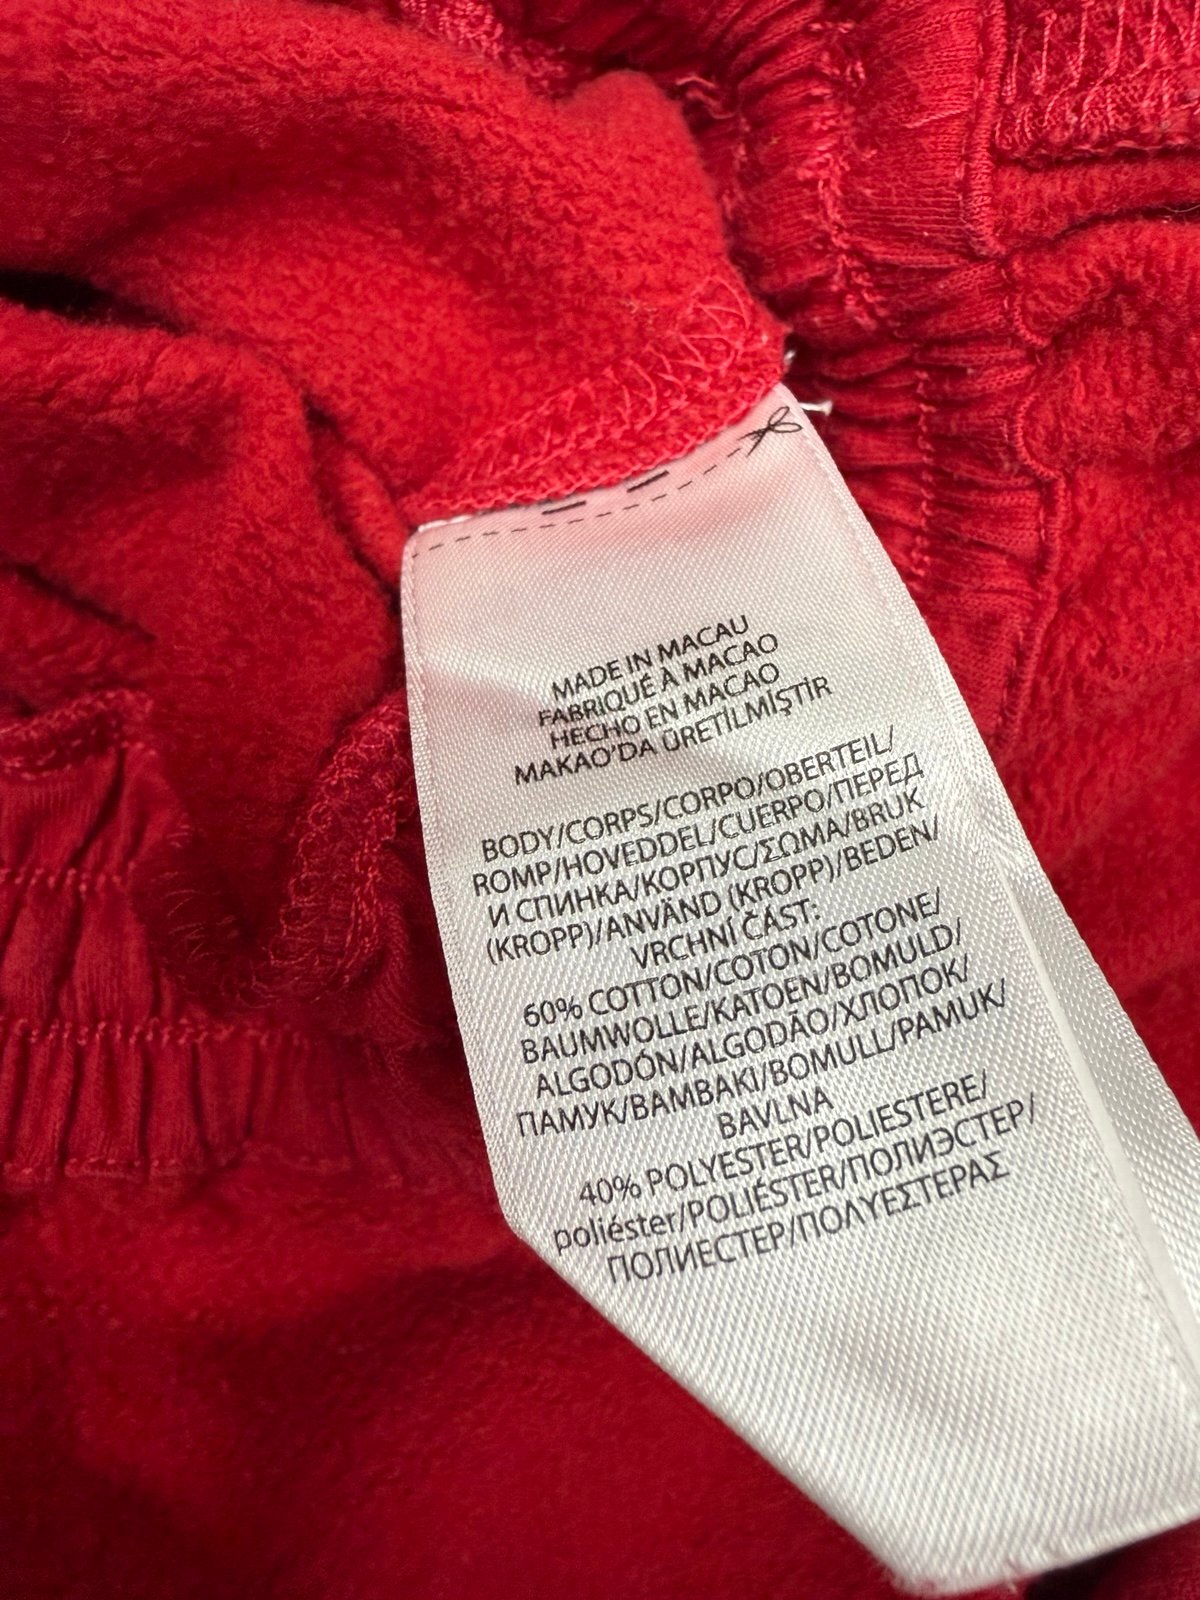 MADE IN MACAU
FABRIQUÉ À MACAO
HECHO EN MACAO
MAKAO'DA ÜRETİLMİŞTİR
BODY/CORPS/CORPO/OBERTEIL/
ROMP/HOVEDDEL/CUERPO/ПЕРЕД
И СПИНКА/КОРПУС/ΣΩΜΑ/BRUK
(KROPP)/ANVÄND (KROPP)/BEDEN/
VRCHNÍ ČÁST:
60% COTTON/COTON/COTONE/
BAUMWOLLE/KATOEN/BOMULD/
ALGODÓN/ALGODÃO/ХЛОПОК/
ПАМУК/ΒΑΜΒΑΚΙ/BOMULL/PAMUK/
BAVLNA
40% POLYESTER/POLIESTERE/
poliéster/POLIÉSTER/ПОЛИЭСТЕР/
ПОЛИЕСТЕР/ΠΟΛΥΕΣΤΕΡΑΣ